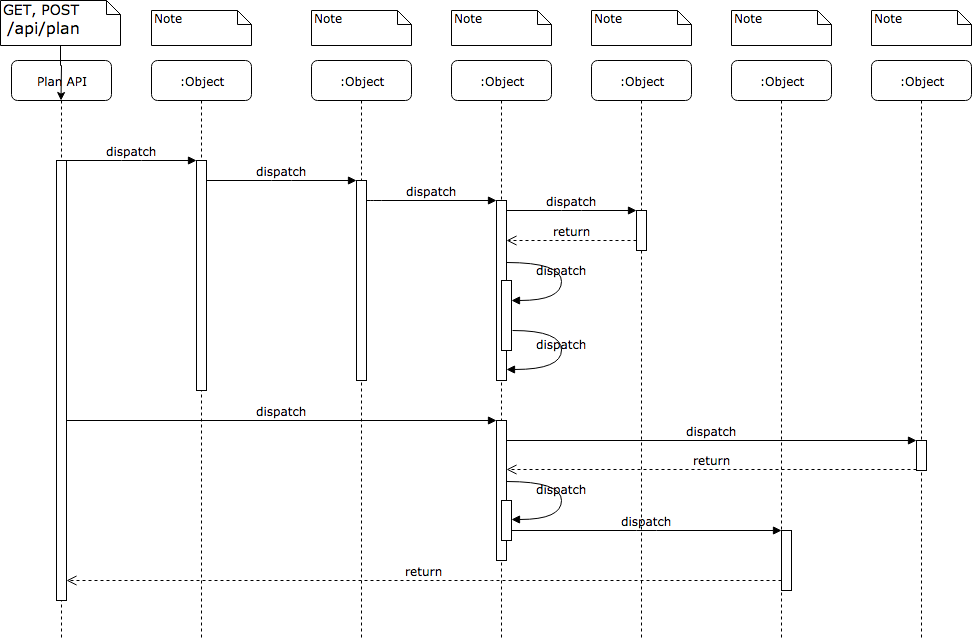 GET, POST
/api/plan
Note
Note
Note
Note
Note
Note
Plan API
:Object
:Object
:Object
:Object
:Object
:Object
dispatch
dispatch
dispatch
dispatch
return
dispatch
dispatch
dispatch
dispatch
return
dispatch
dispatch
return